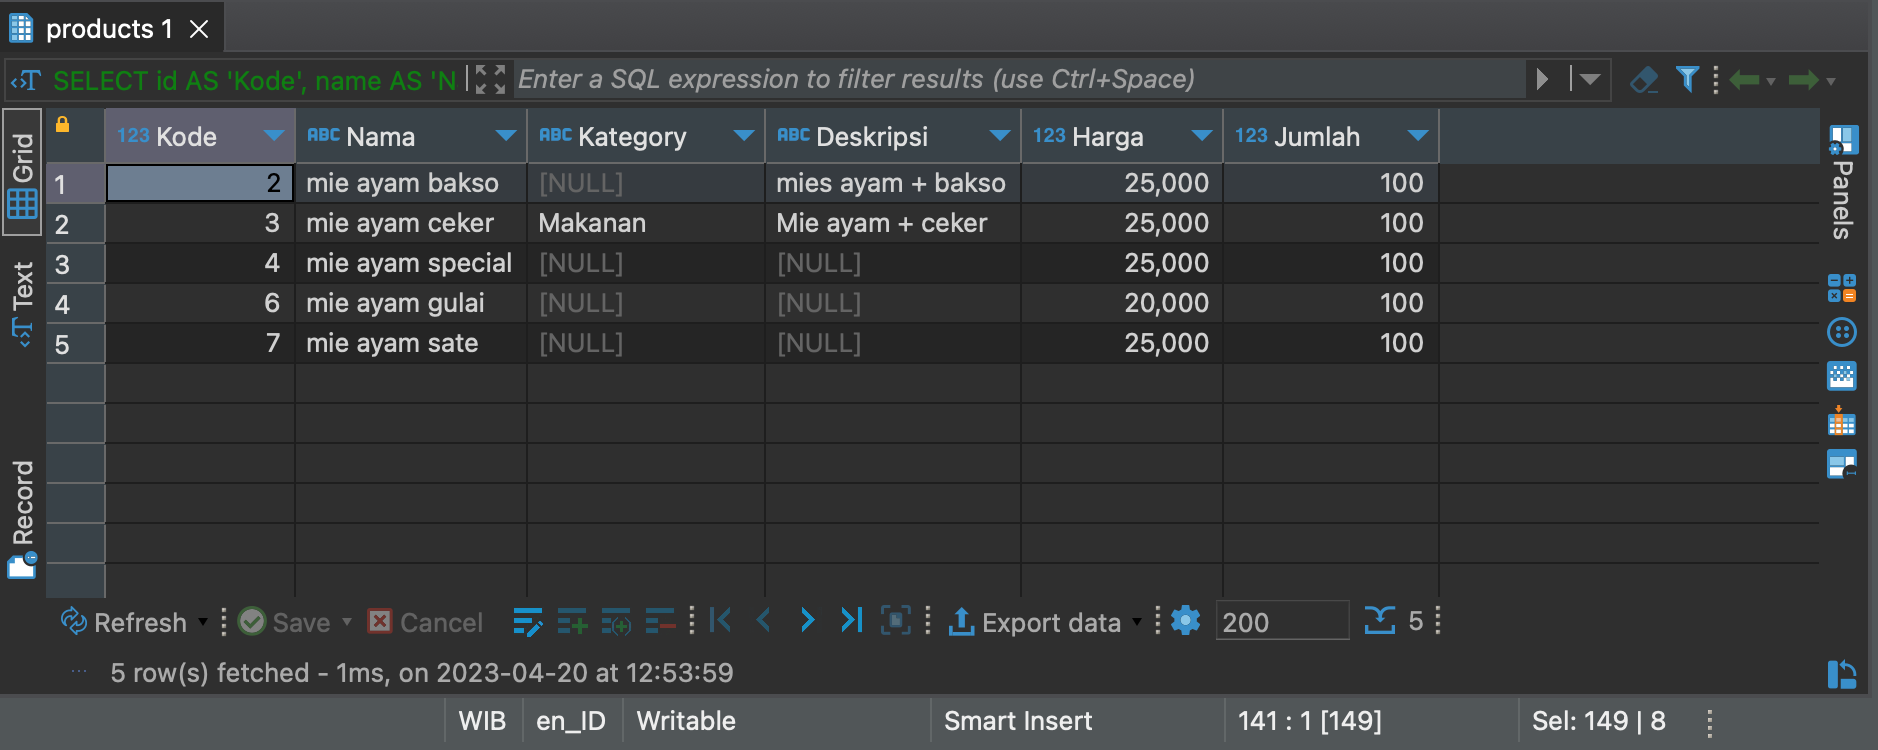 products 1
SELECT id AS 'Kode', name AS 'N
Enter a SQL expression to filter results (use Ctrl+Space)
Grid
Text
Record
Panels
123 Kode ABC Nama ABC Kategory ABC Deskripsi 123 Harga 123 Jumlah
1 2 mie ayam bakso [NULL] mies ayam + bakso 25,000 100
2 3 mie ayam ceker Makanan Mie ayam + ceker 25,000 100
3 4 mie ayam special [NULL] [NULL] 25,000 100
4 6 mie ayam gulai [NULL] [NULL] 20,000 100
5 7 mie ayam sate [NULL] [NULL] 25,000 100
Refresh Save Cancel Export data 200 5
5 row(s) fetched - 1ms, on 2023-04-20 at 12:53:59
WIB en_ID Writable Smart Insert 141 : 1 [149] Sel: 149 | 8